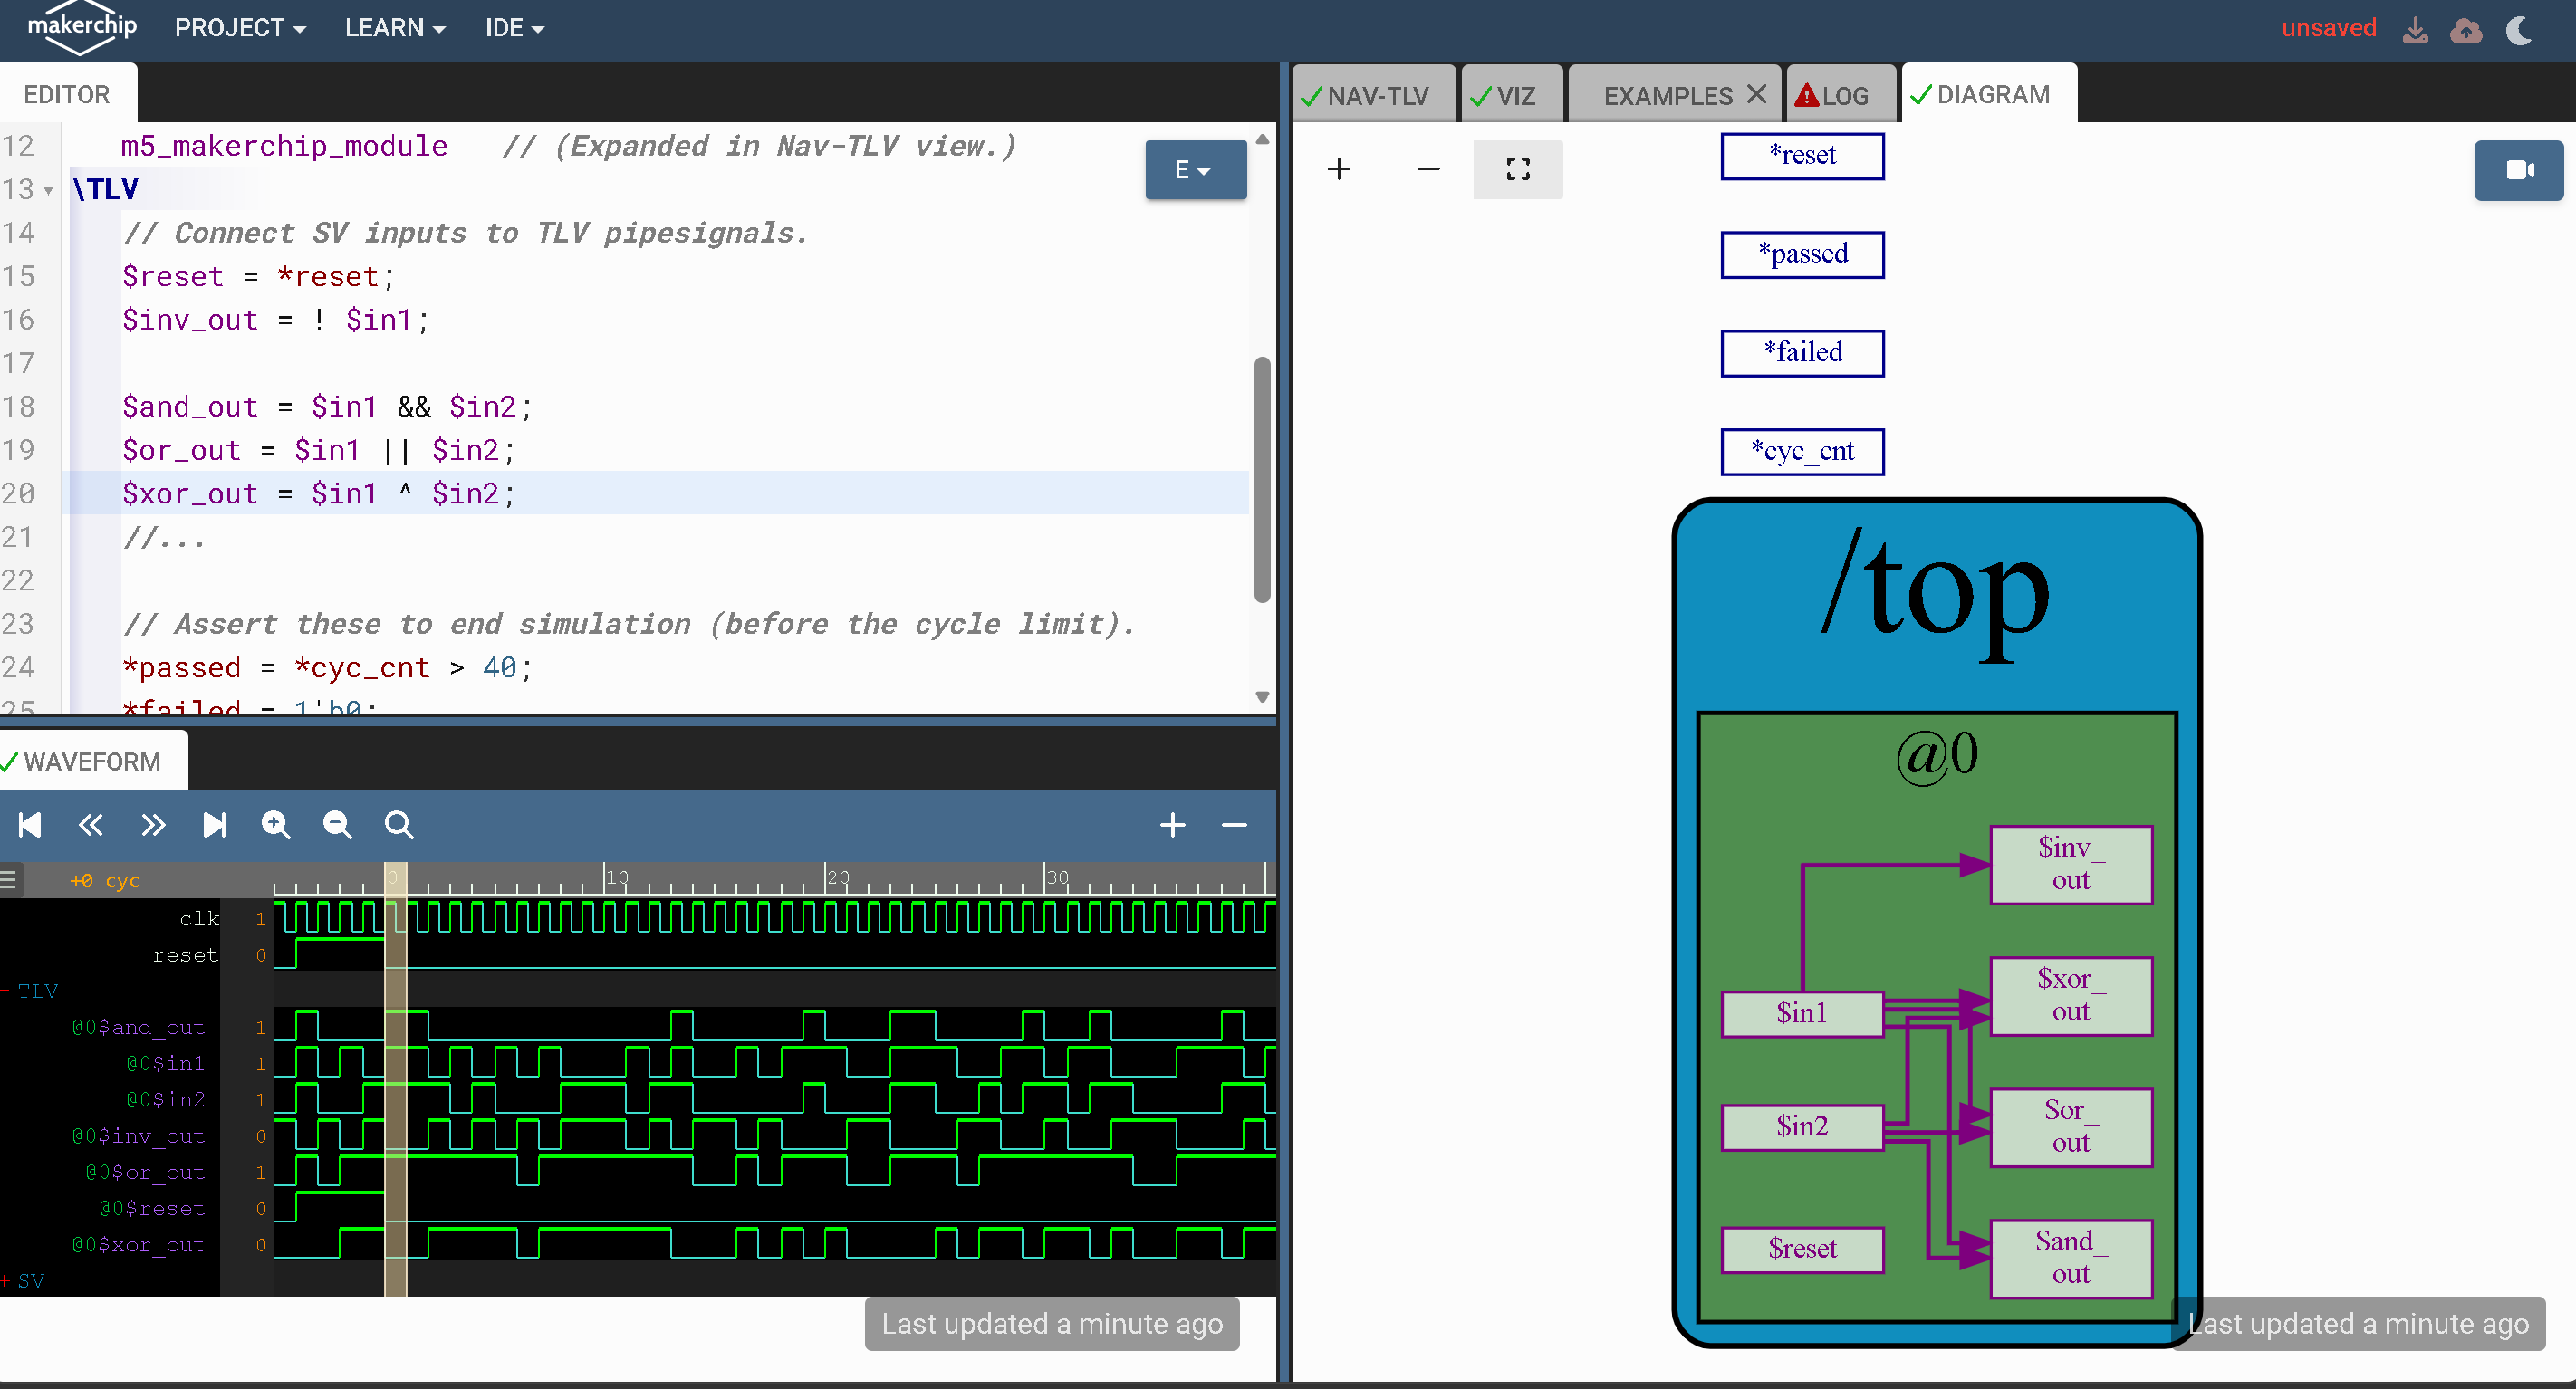 makerchip
PROJECT LEARN IDE
unsaved
EDITOR
12 m5_makerchip_module // (Expanded in Nav-TLV view.)
13 \TLV
14 // Connect SV inputs to TLV pipesignals.
15 $reset = *reset;
16 $inv_out = ! $in1;
17
18 $and_out = $in1 && $in2;
19 $or_out = $in1 || $in2;
20 $xor_out = $in1 ^ $in2;
21 //...
22
23 // Assert these to end simulation (before the cycle limit).
24 *passed = *cyc_cnt > 40;
25 *failed = 1'b0;
E
WAVEFORM
+0 cyc 0 10 20 30
clk 1
reset 0
- TLV
@0$and_out 1
@0$in1 1
@0$in2 1
@0$inv_out 0
@0$or_out 1
@0$reset 0
@0$xor_out 0
+ SV
Last updated a minute ago
NAV-TLV VIZ EXAMPLES LOG DIAGRAM
*reset
*passed
*failed
*cyc_cnt
/top
@0
$inv_
out
$xor_
out
$in1
$or_
out
$in2
$and_
out
$reset
Last updated a minute ago